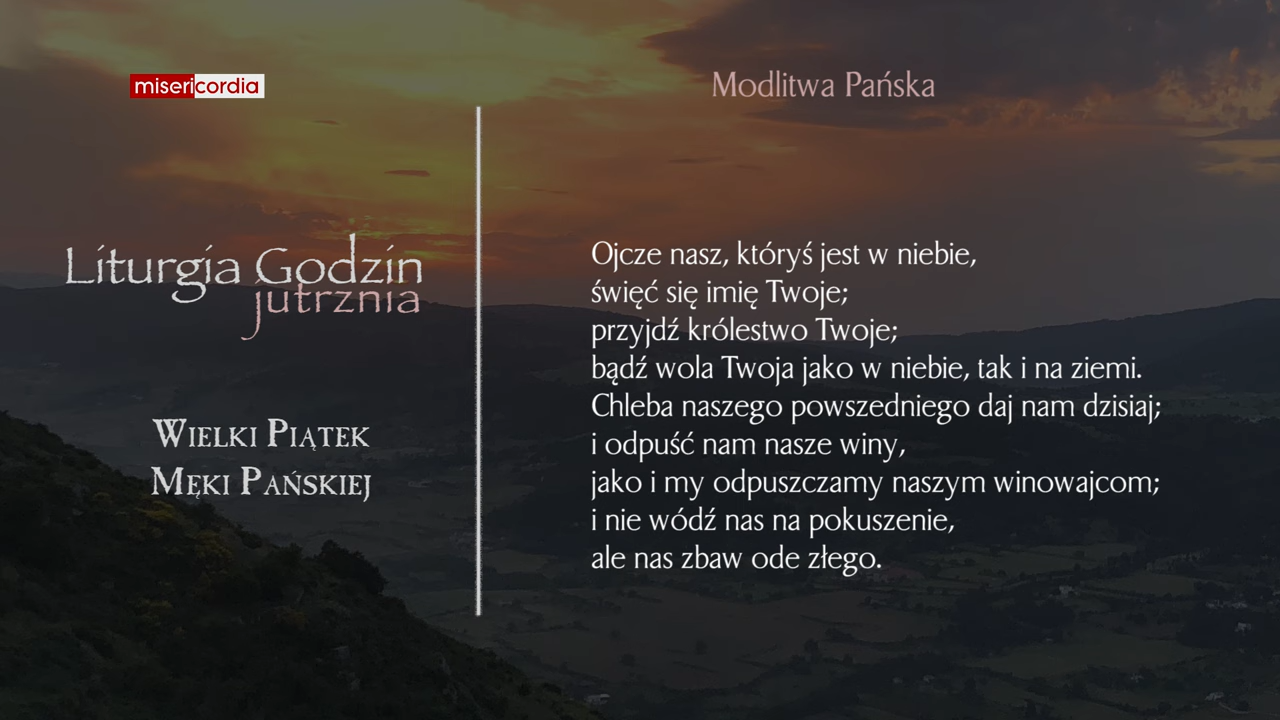 misericordia
Liturgia Godzin
jutrznia
Wielki Piątek
Męki Pańskiej
Modlitwa Pańska
Ojcze nasz, któryś jest w niebie,
święć się imię Twoje;
przyjdź królestwo Twoje;
bądź wola Twoja jako w niebie, tak i na ziemi.
Chleba naszego powszedniego daj nam dzisiaj;
i odpuść nam nasze winy,
jako i my odpuszczamy naszym winowajcom;
i nie wódź nas na pokuszenie,
ale nas zbaw ode złego.